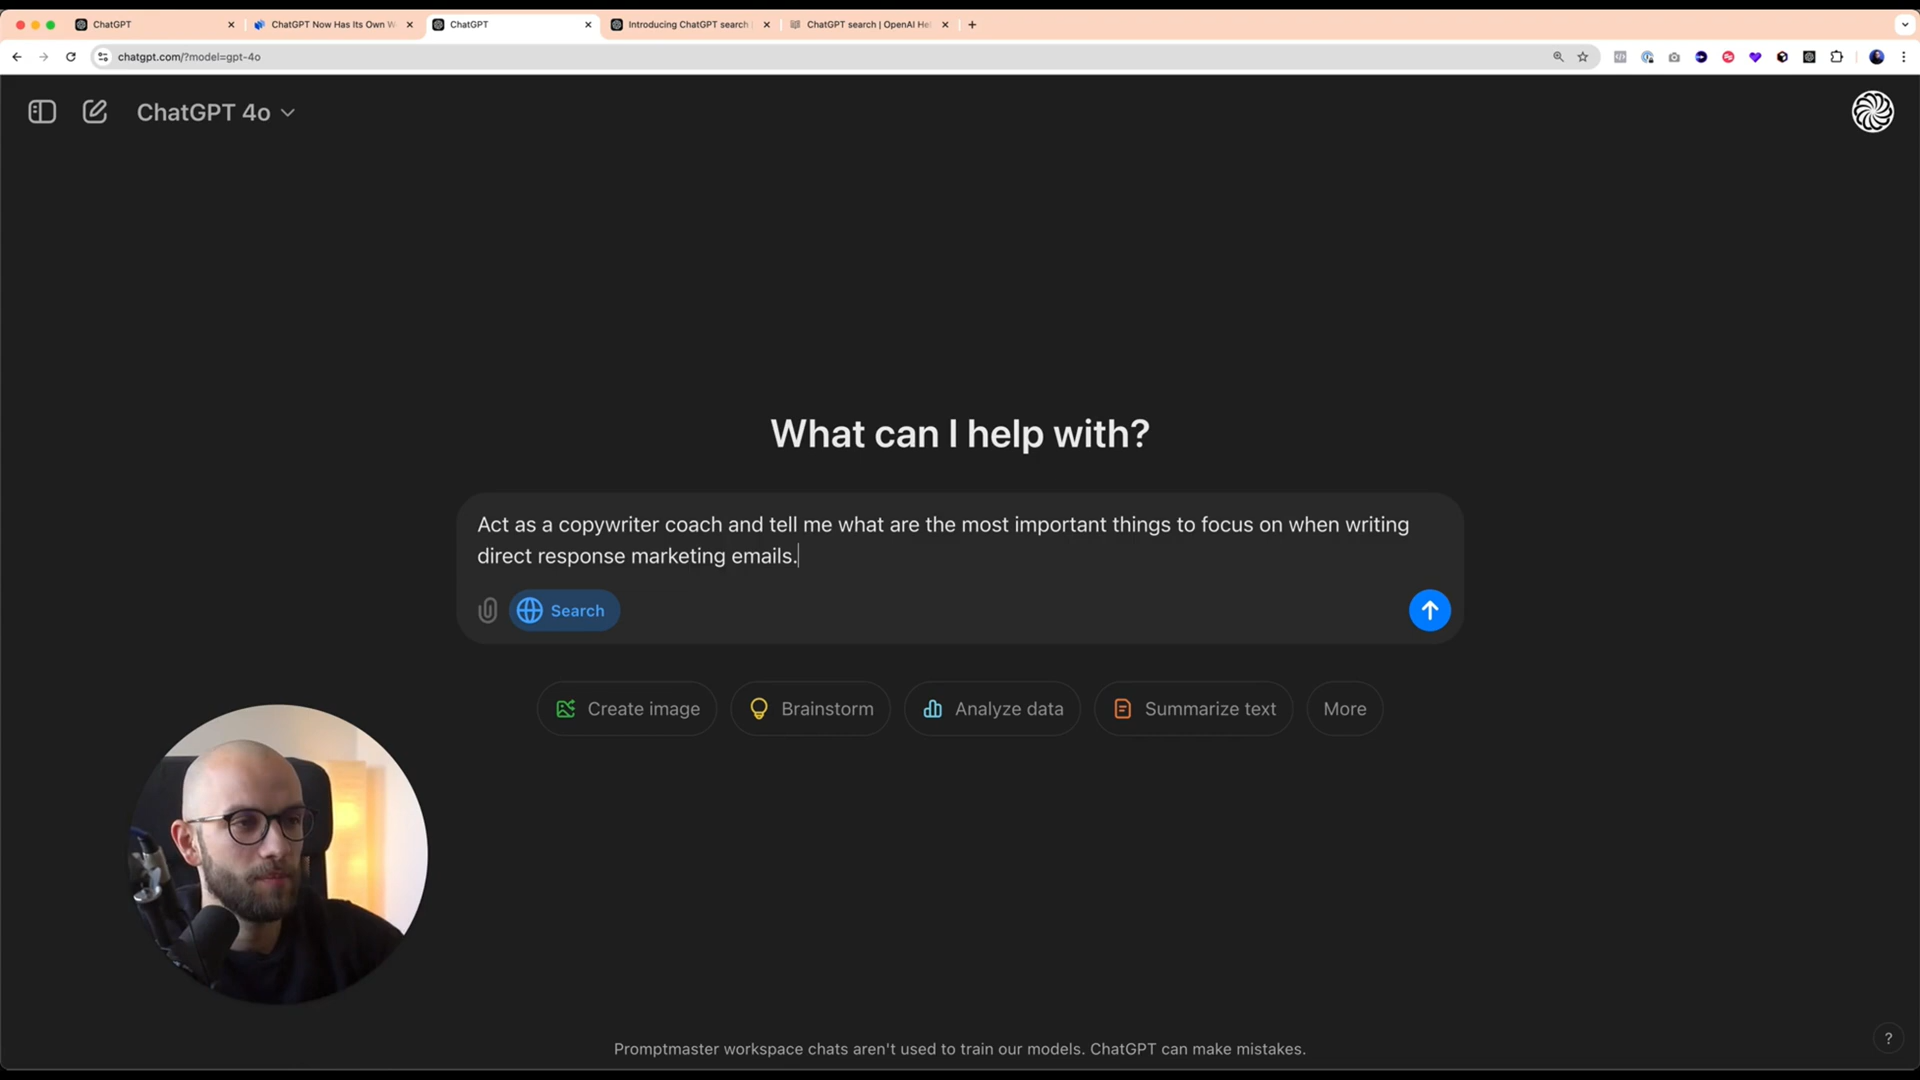 ChatGPT
ChatGPT Now Has Its Own W
ChatGPT
Introducing ChatGPT search
ChatGPT search | OpenAI He
chatgpt.com/?model=gpt-4o
ChatGPT 4o
What can I help with?
Act as a copywriter coach and tell me what are the most important things to focus on when writing
direct response marketing emails.
Search
Create image
Brainstorm
Analyze data
Summarize text
More
Promptmaster workspace chats aren't used to train our models. ChatGPT can make mistakes.
?